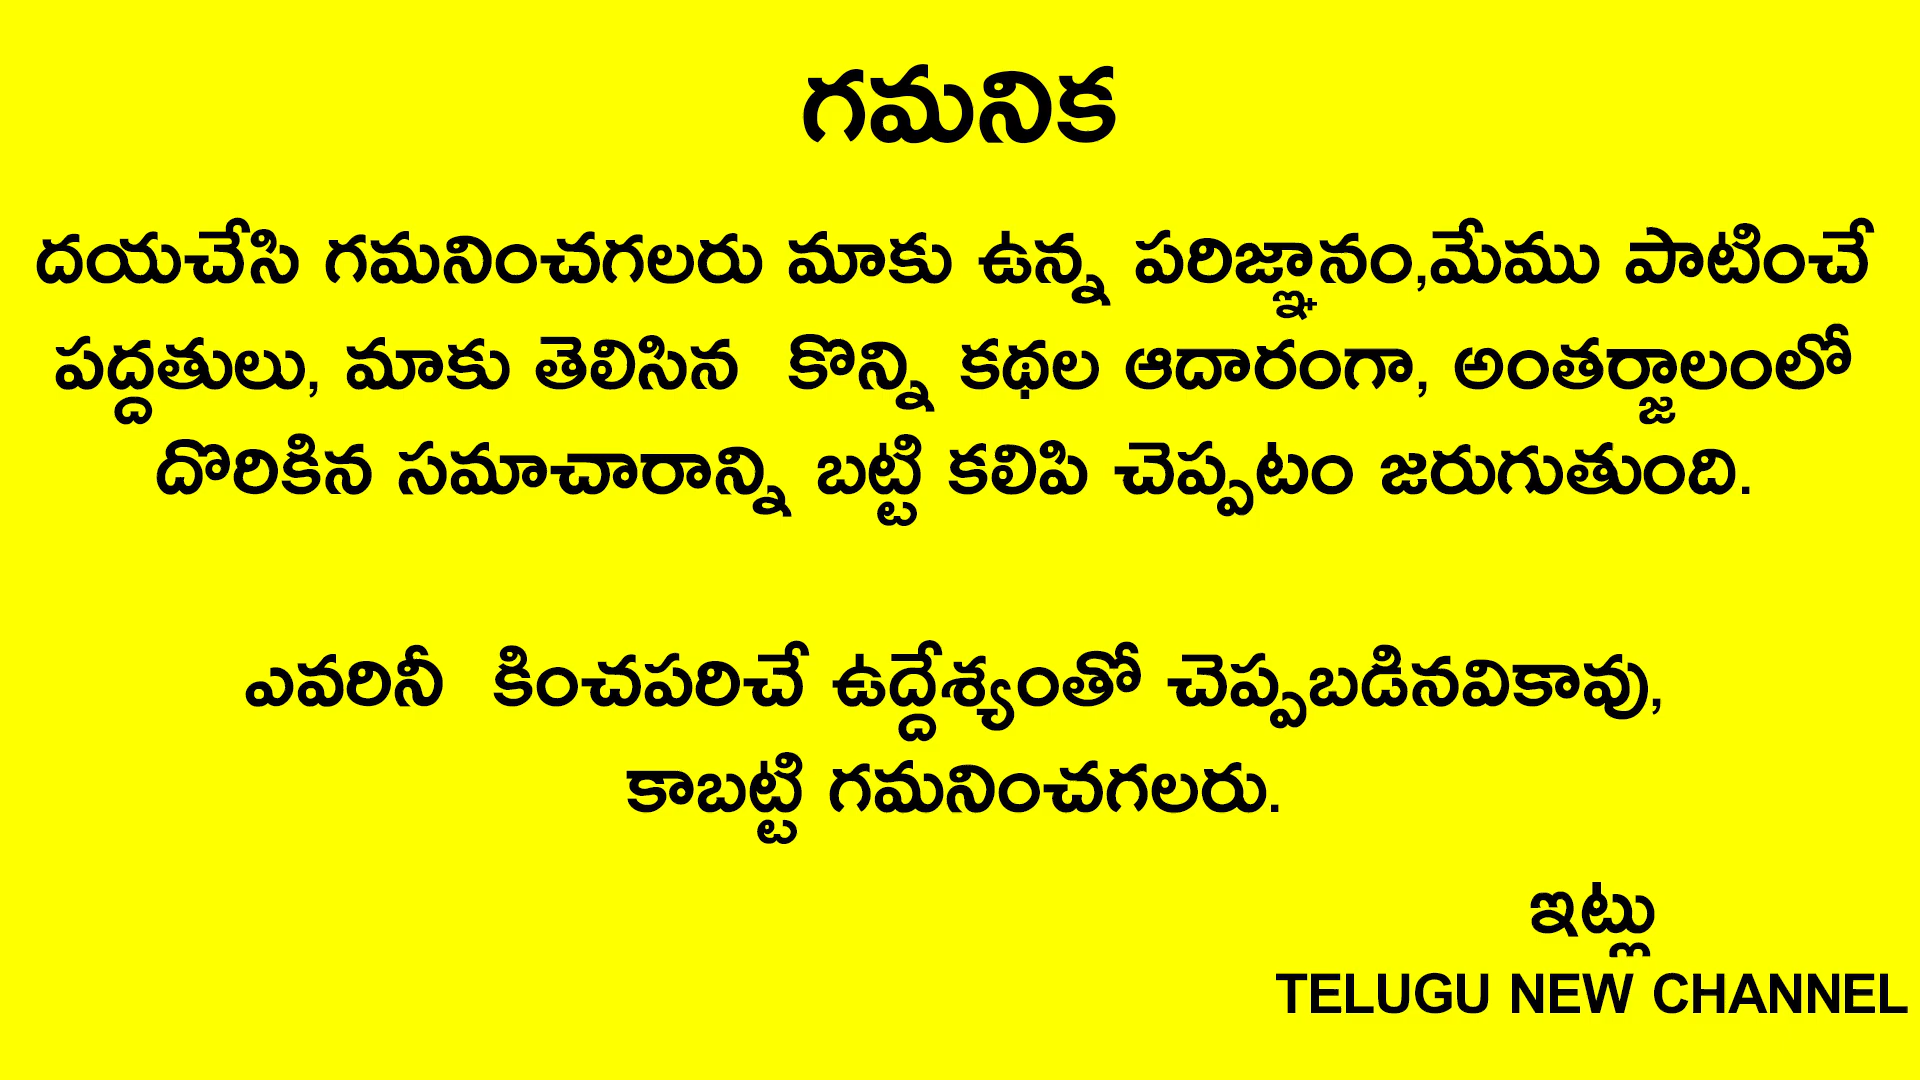 గమనిక
దయచేసి గమనించగలరు మాకు ఉన్న పరిజ్ఞానం,మేము పాటించే
పద్దతులు, మాకు తెలిసిన కొన్ని కథల ఆదారంగా, అంతర్జాలంలో
దొరికిన సమాచారాన్ని బట్టి కలిపి చెప్పటం జరుగుతుంది.
ఎవరినీ కించపరిచే ఉద్దేశ్యంతో చెప్పబడినవికావు,
కాబట్టి గమనించగలరు.
ఇట్లు
TELUGU NEW CHANNEL